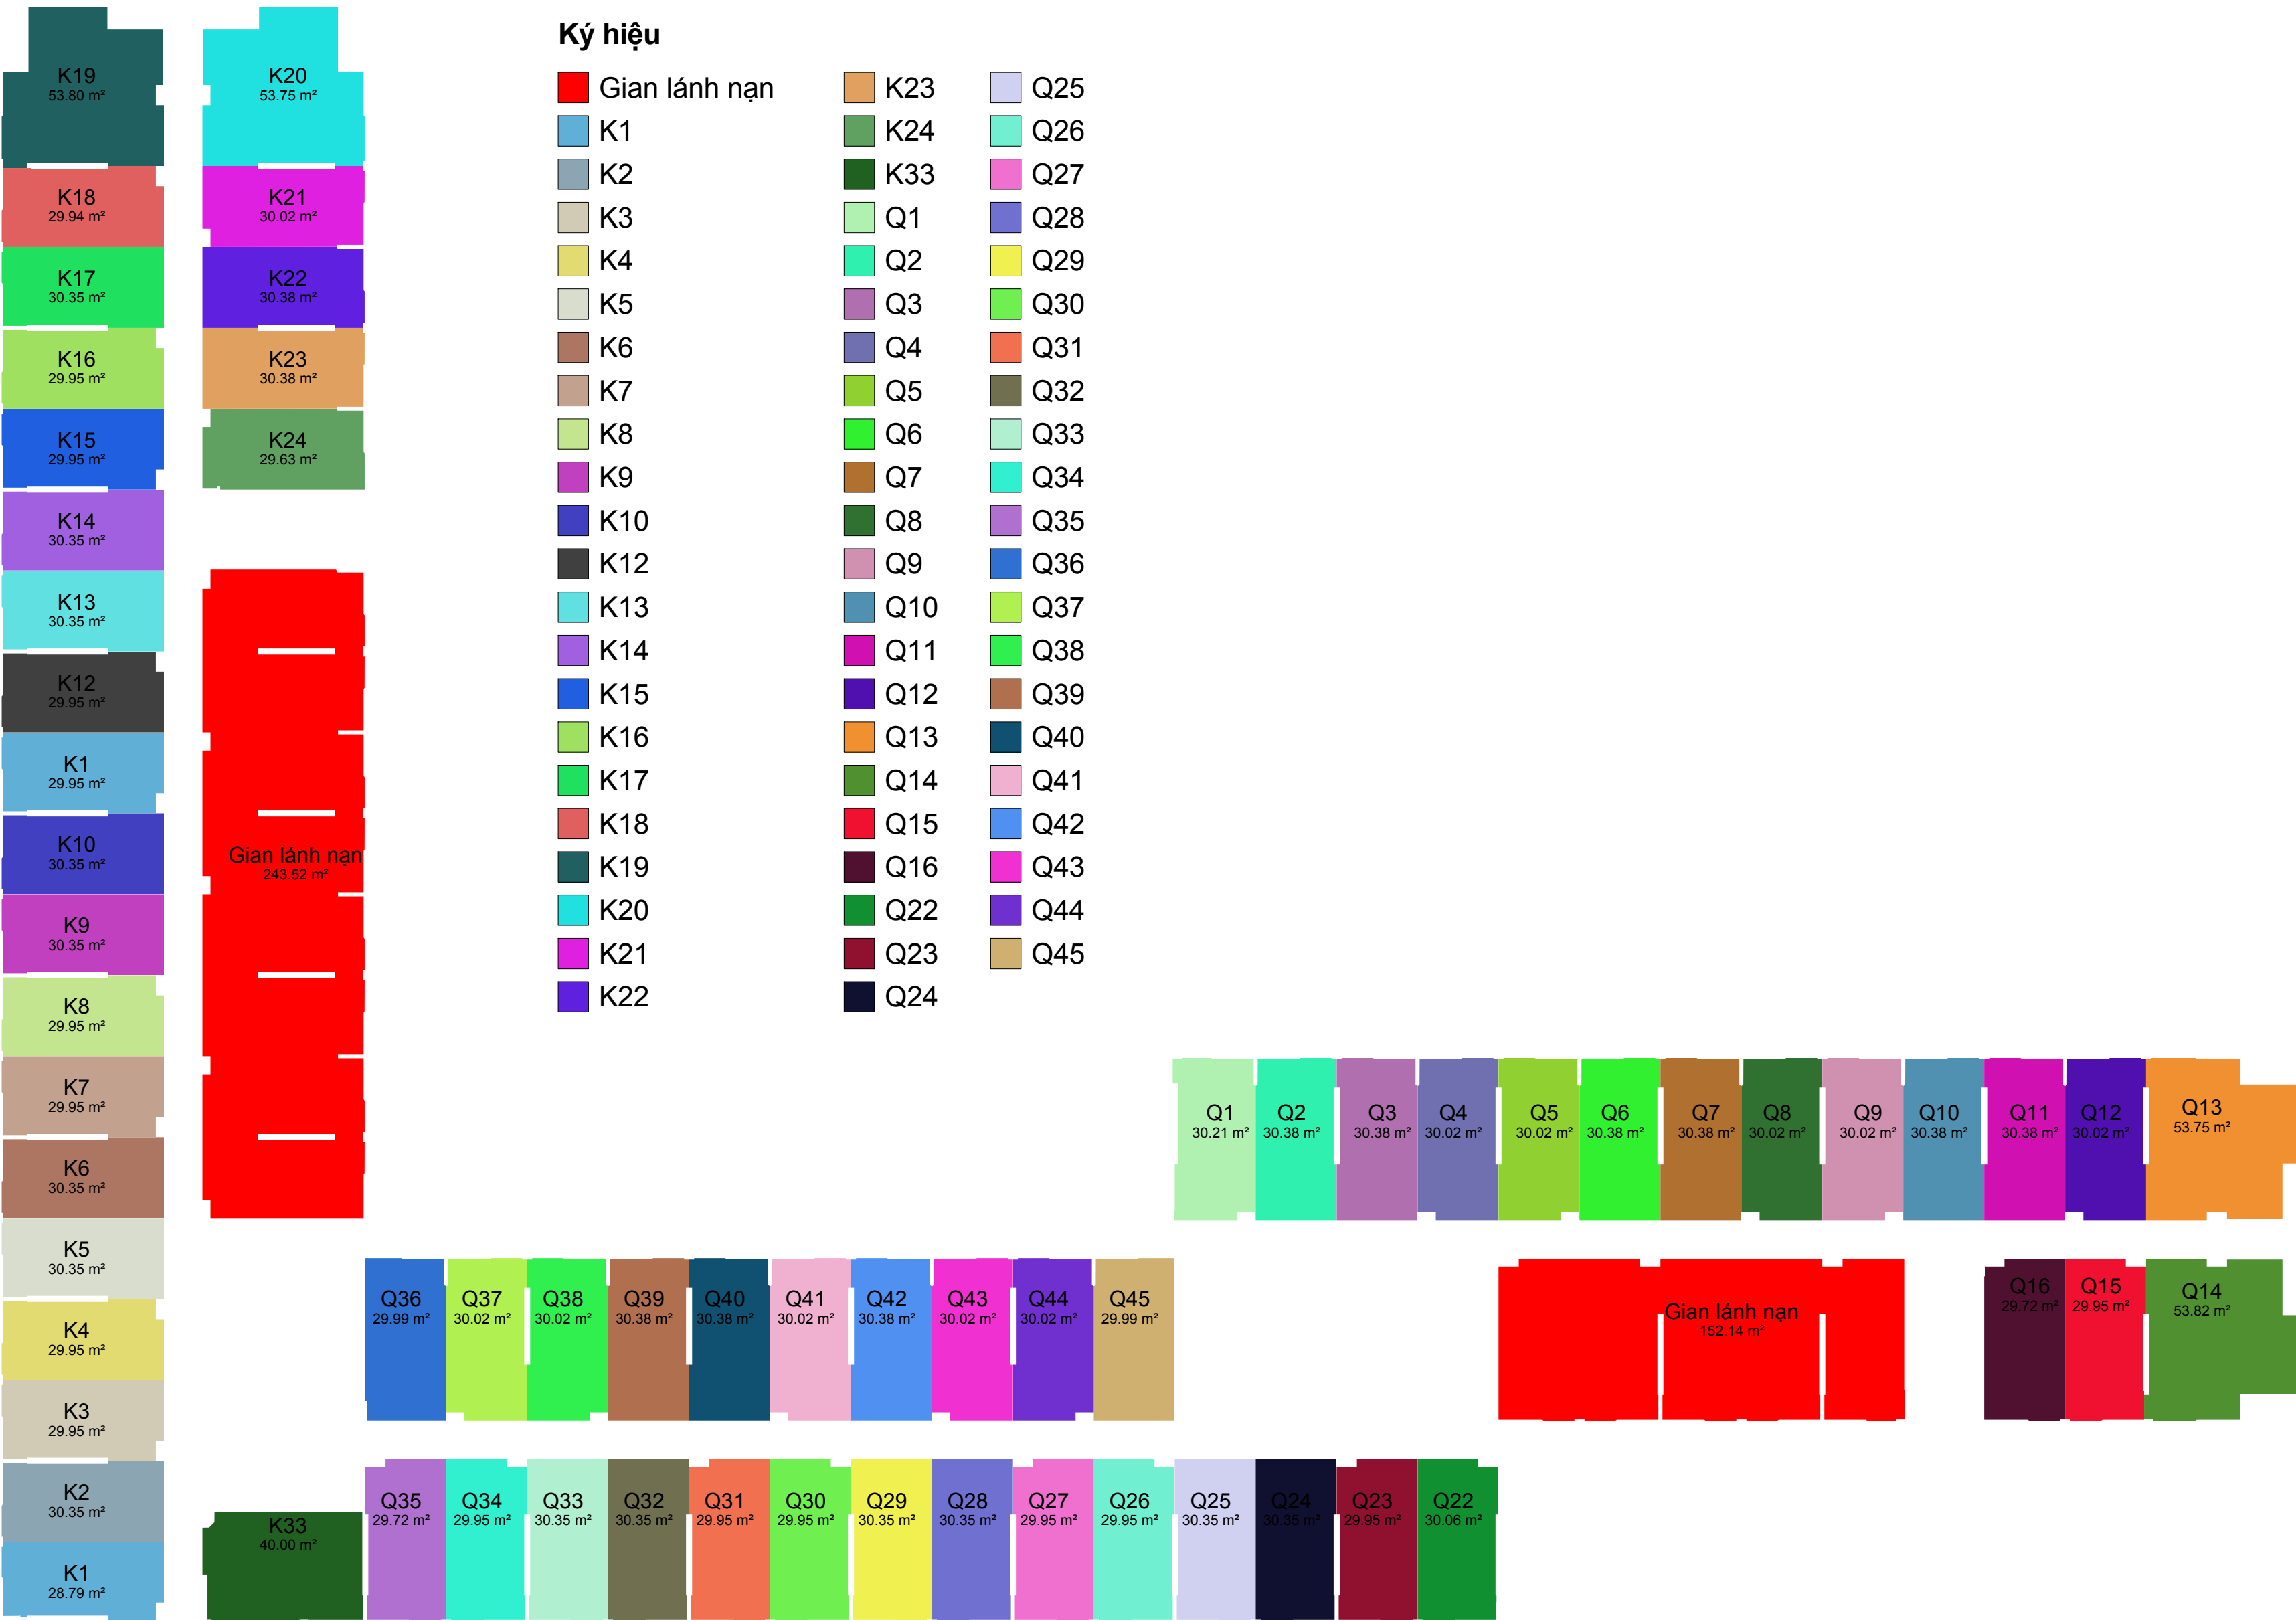 Ký hiệu
Gian lánh nạn
K1
K2
K3
K4
K5
K6
K7
K8
K9
K10
K12
K13
K14
K15
K16
K17
K18
K19
K20
K21
K22
K23
K24
K33
Q1
Q2
Q3
Q4
Q5
Q6
Q7
Q8
Q9
Q10
Q11
Q12
Q13
Q14
Q15
Q16
Q22
Q23
Q24
Q25
Q26
Q27
Q28
Q29
Q30
Q31
Q32
Q33
Q34
Q35
Q36
Q37
Q38
Q39
Q40
Q41
Q42
Q43
Q44
Q45
K19
53.80 m²
K18
29.94 m²
K17
30.35 m²
K16
29.95 m²
K15
29.95 m²
K14
30.35 m²
K13
30.35 m²
K12
29.95 m²
K1
29.95 m²
K10
30.35 m²
K9
30.35 m²
K8
29.95 m²
K7
29.95 m²
K6
30.35 m²
K5
30.35 m²
K4
29.95 m²
K3
29.95 m²
K2
30.35 m²
K1
28.79 m²
K20
53.75 m²
K21
30.02 m²
K22
30.38 m²
K23
30.38 m²
K24
29.63 m²
Gian lánh nạn
243.52 m²
K33
40.00 m²
Q1
30.21 m²
Q2
30.38 m²
Q3
30.38 m²
Q4
30.02 m²
Q5
30.02 m²
Q6
30.38 m²
Q7
30.38 m²
Q8
30.02 m²
Q9
30.02 m²
Q10
30.38 m²
Q11
30.38 m²
Q12
30.02 m²
Q13
53.75 m²
Q36
29.99 m²
Q37
30.02 m²
Q38
30.02 m²
Q39
30.38 m²
Q40
30.38 m²
Q41
30.02 m²
Q42
30.38 m²
Q43
30.02 m²
Q44
30.02 m²
Q45
29.99 m²
Gian lánh nạn
152.14 m²
Q16
29.72 m²
Q15
29.95 m²
Q14
53.82 m²
Q35
29.72 m²
Q34
29.95 m²
Q33
30.35 m²
Q32
30.35 m²
Q31
29.95 m²
Q30
29.95 m²
Q29
30.35 m²
Q28
30.35 m²
Q27
29.95 m²
Q26
29.95 m²
Q25
30.35 m²
Q24
30.35 m²
Q23
29.95 m²
Q22
30.06 m²